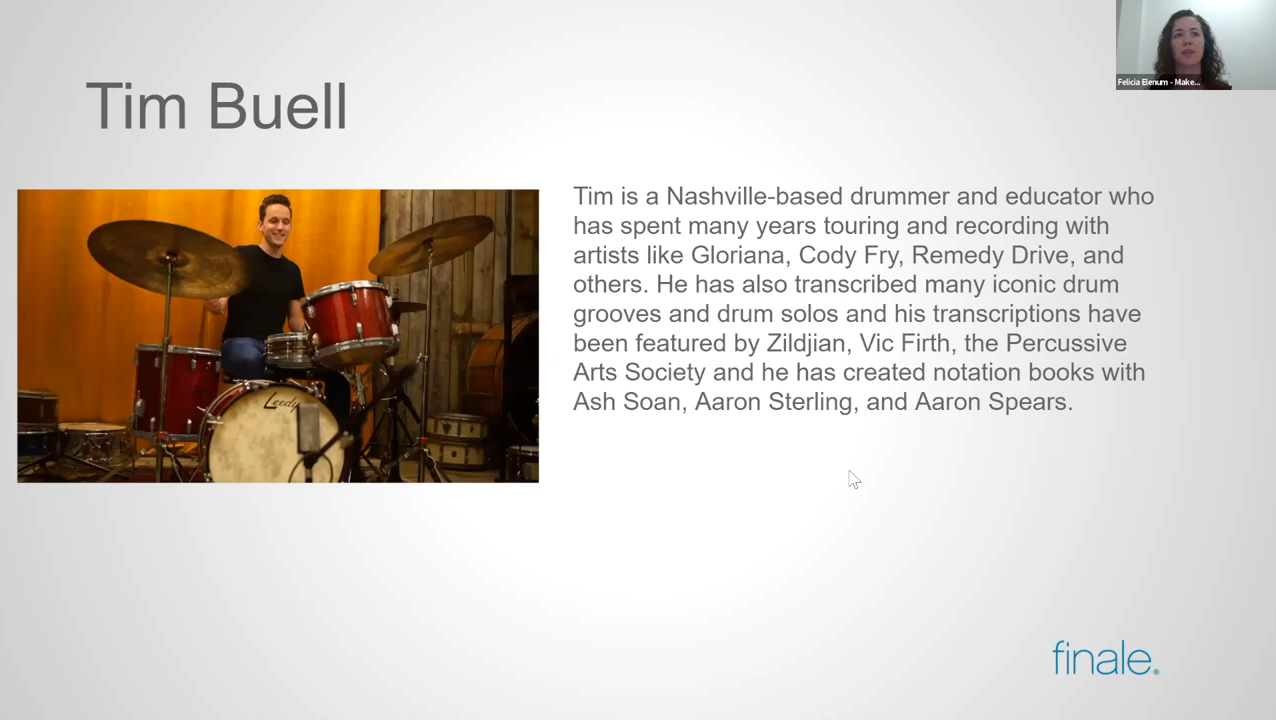 Felicia Elenum - Make...
Tim Buell
Tim is a Nashville-based drummer and educator who
has spent many years touring and recording with
artists like Gloriana, Cody Fry, Remedy Drive, and
others. He has also transcribed many iconic drum
grooves and drum solos and his transcriptions have
been featured by Zildjian, Vic Firth, the Percussive
Arts Society and he has created notation books with
Ash Soan, Aaron Sterling, and Aaron Spears.
Leedy
finale.